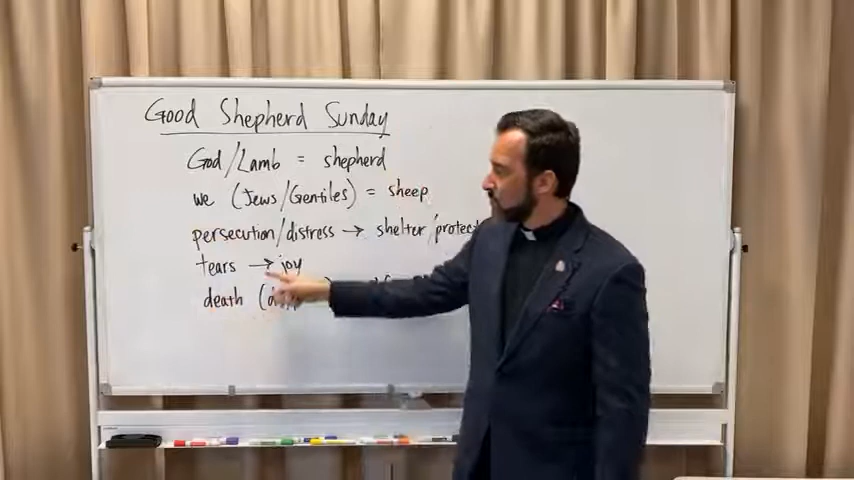 Good Shepherd Sunday
God/Lamb = shepherd
we (Jews/Gentiles) = sheep
persecution/distress → shelter/protect
tears → joy
death